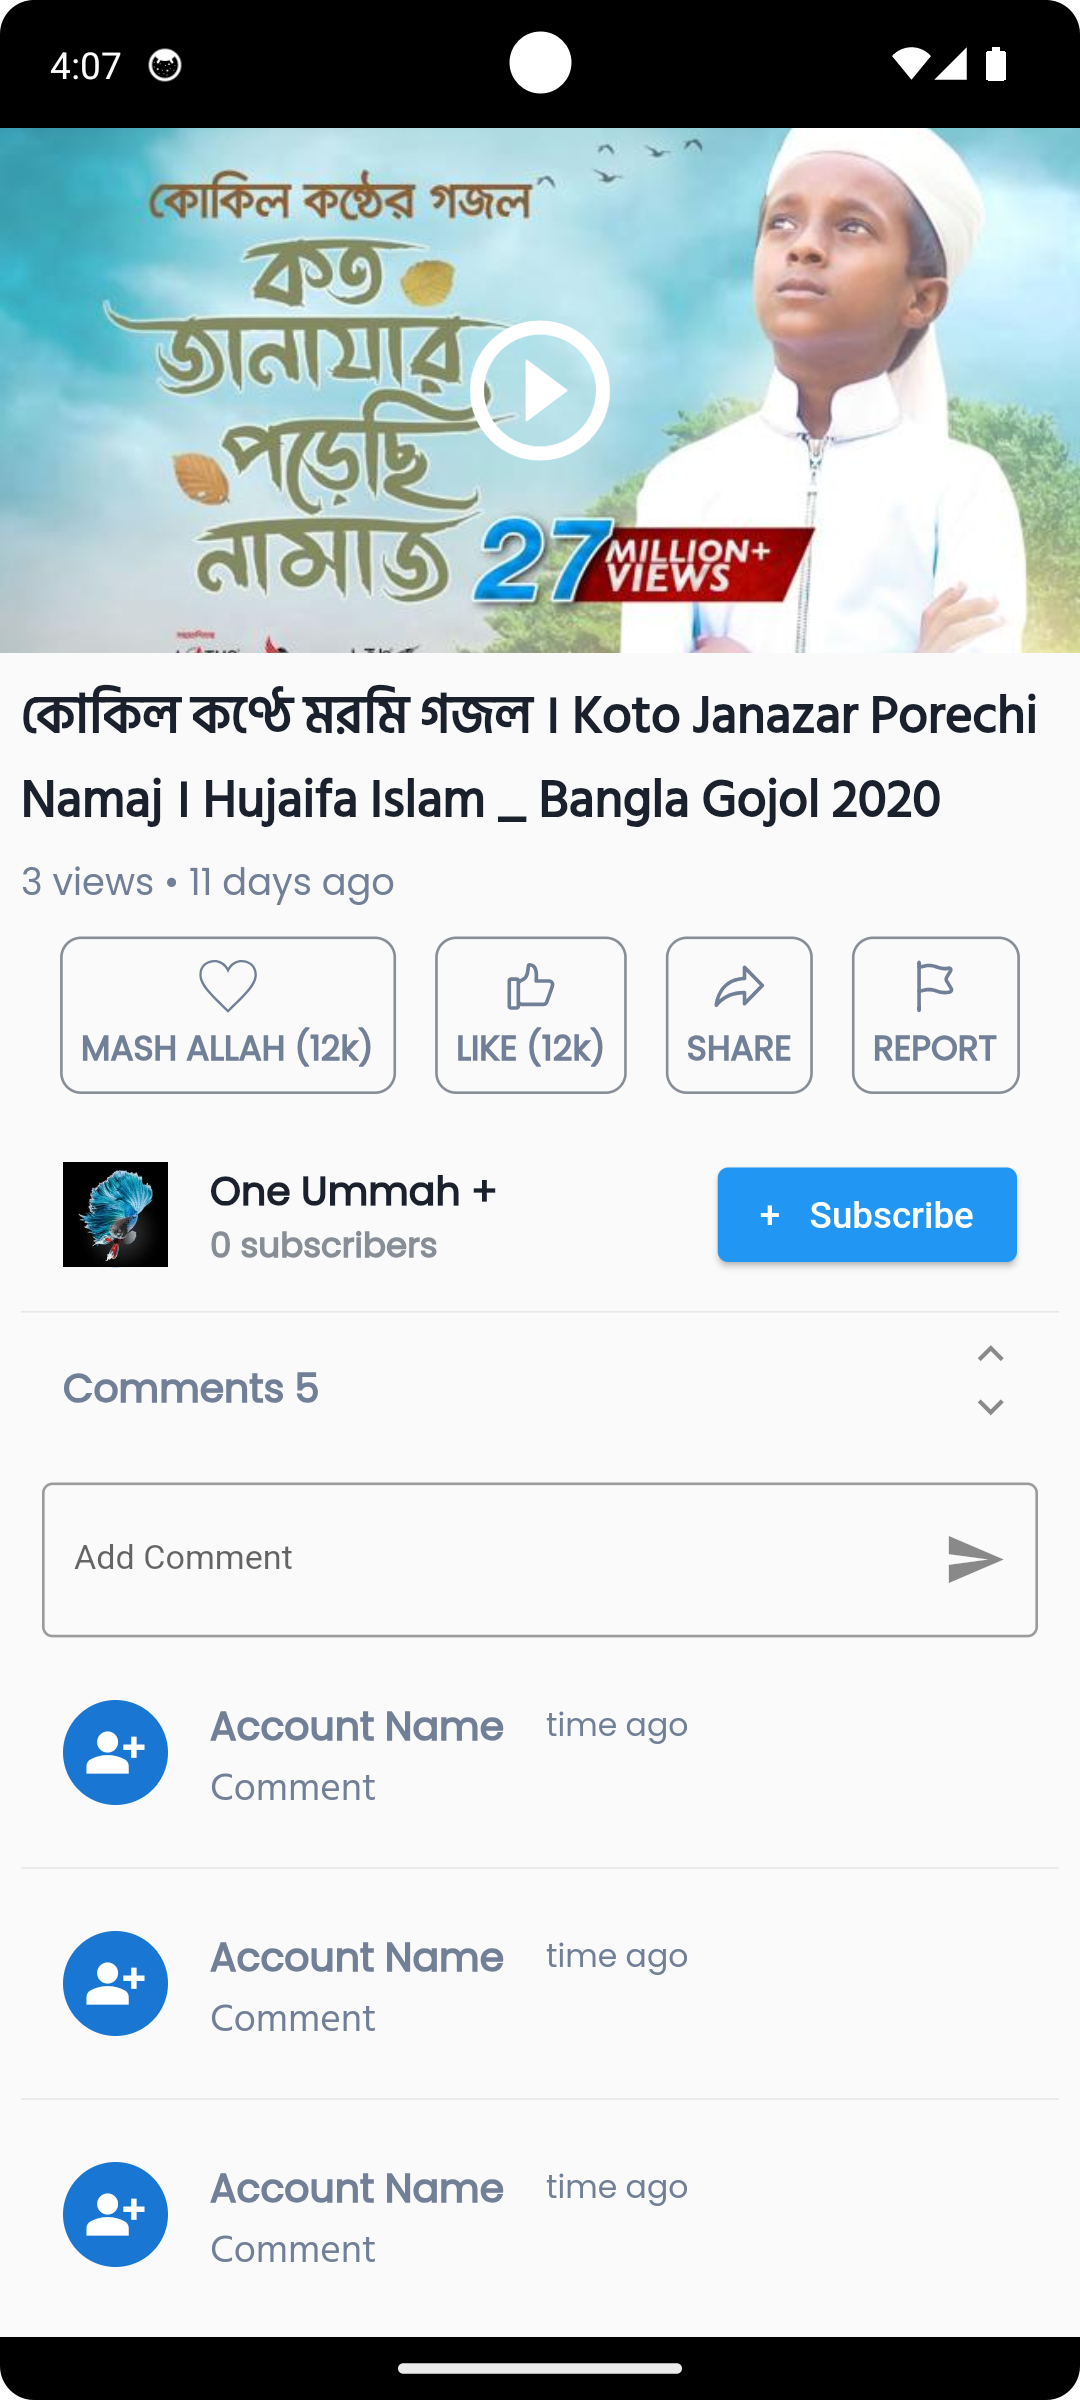 4:07
কোকিল কন্ঠের গজল
কত
জানাযার
পড়েছি
নামাজ
27 MILLION+
VIEWS
কোকিল কণ্ঠে মরমি গজল । Koto Janazar Porechi
Namaj । Hujaifa Islam _ Bangla Gojol 2020
3 views • 11 days ago
MASH ALLAH (12k)
LIKE (12k)
SHARE
REPORT
One Ummah +
0 subscribers
+ Subscribe
Comments 5
Add Comment
Account Name time ago
Comment
Account Name time ago
Comment
Account Name time ago
Comment